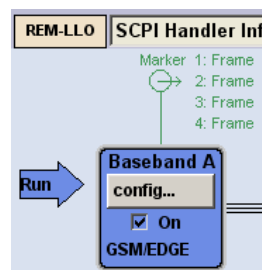 REM-LLO SCPI Handler Inf
Marker 1: Frame
2: Frame
3: Frame
4: Frame
Baseband A
Run config...
On
GSM/EDGE